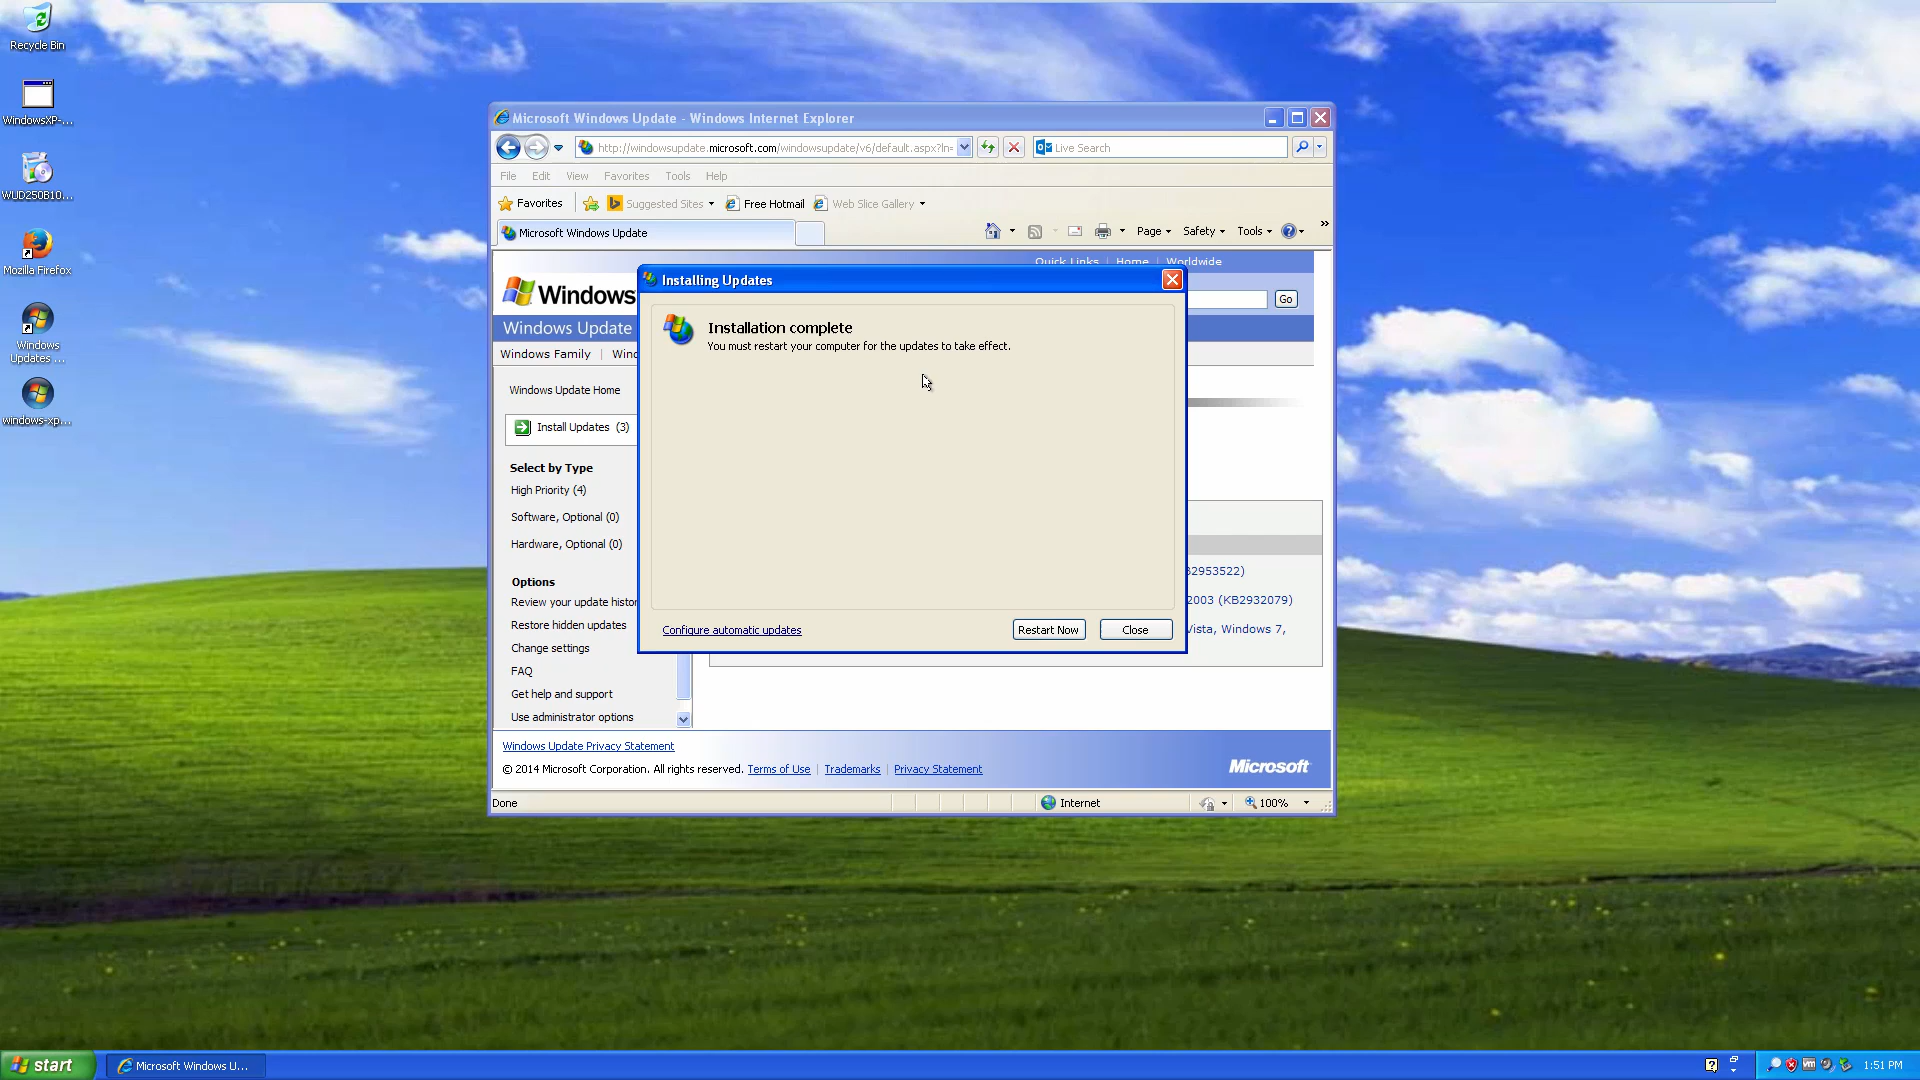 Recycle Bin
WindowsXP-...
WUD250B10...
Mozilla Firefox
Windows
Updates ...
windows-xp...
Microsoft Windows Update - Windows Internet Explorer
http://windowsupdate.microsoft.com/windowsupdate/v6/default.aspx?ln=
Live Search
File Edit View Favorites Tools Help
Favorites Suggested Sites Free Hotmail Web Slice Gallery
Microsoft Windows Update
Page Safety Tools
Quick Links | Home | Worldwide
Windows
Go
Windows Update
Windows Family | Wind
Windows Update Home
Install Updates (3)
Select by Type
High Priority (4)
Software, Optional (0)
Hardware, Optional (0)
Options
Review your update histor
Restore hidden updates
Change settings
FAQ
Get help and support
Use administrator options
Installing Updates
Installation complete
You must restart your computer for the updates to take effect.
Configure automatic updates
Restart Now
Close
B2953522)
2003 (KB2932079)
Vista, Windows 7,
Windows Update Privacy Statement
© 2014 Microsoft Corporation. All rights reserved. Terms of Use | Trademarks | Privacy Statement
Microsoft
Done
Internet
100%
start
Microsoft Windows U...
1:51 PM